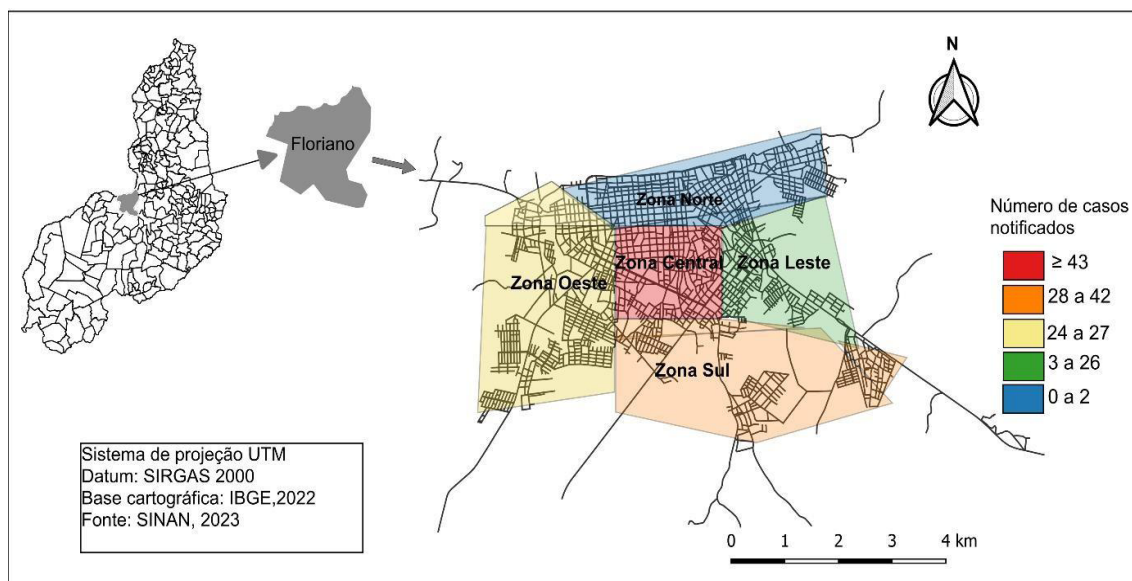 N
Floriano
Zona Norte
Zona Central
Zona Leste
Zona Oeste
Zona Sul
Número de casos
notificados
≥ 43
28 a 42
24 a 27
3 a 26
0 a 2
Sistema de projeção UTM
Datum: SIRGAS 2000
Base cartográfica: IBGE,2022
Fonte: SINAN, 2023
0 1 2 3 4 km